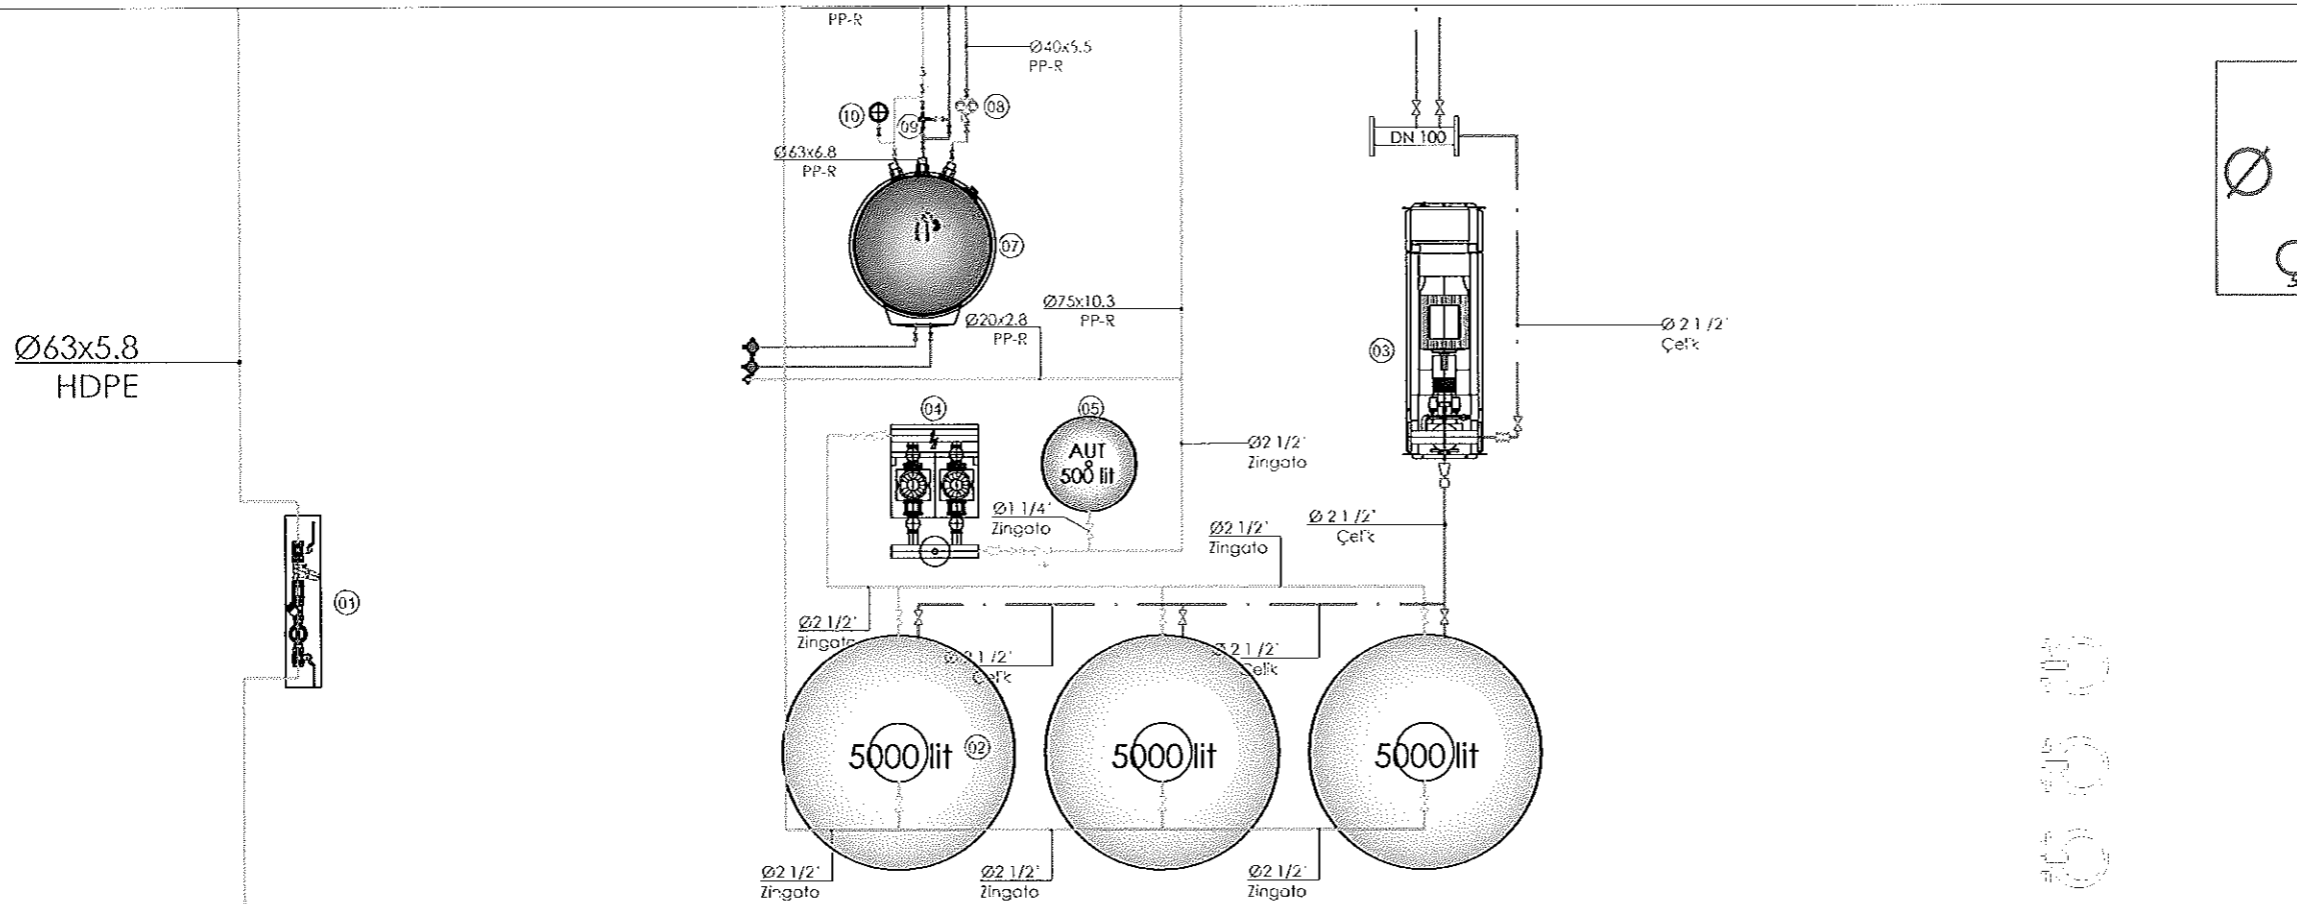 PP-R
Ø40x5.5
PP-R
10
09
08
Ø63x6.8
PP-R
DN 100
Ø
07
Ø75x10.3
PP-R
Ø20x2.8
PP-R
Ø63x5.8
HDPE
03
Ø 2 1/2"
Çelik
04
05
AUT
500 lit
Ø2 1/2"
Zingato
Ø1 1/4"
Zingato
Ø2 1/2"
Zingato
Ø 2 1/2"
Çelik
01
Ø2 1/2"
Zingato
Ø 2 1/2"
Çelik
Ø 2 1/2"
Çelik
5000 lit
02
5000 lit
5000 lit
Ø2 1/2"
Zingato
Ø2 1/2"
Zingato
Ø2 1/2"
Zingato